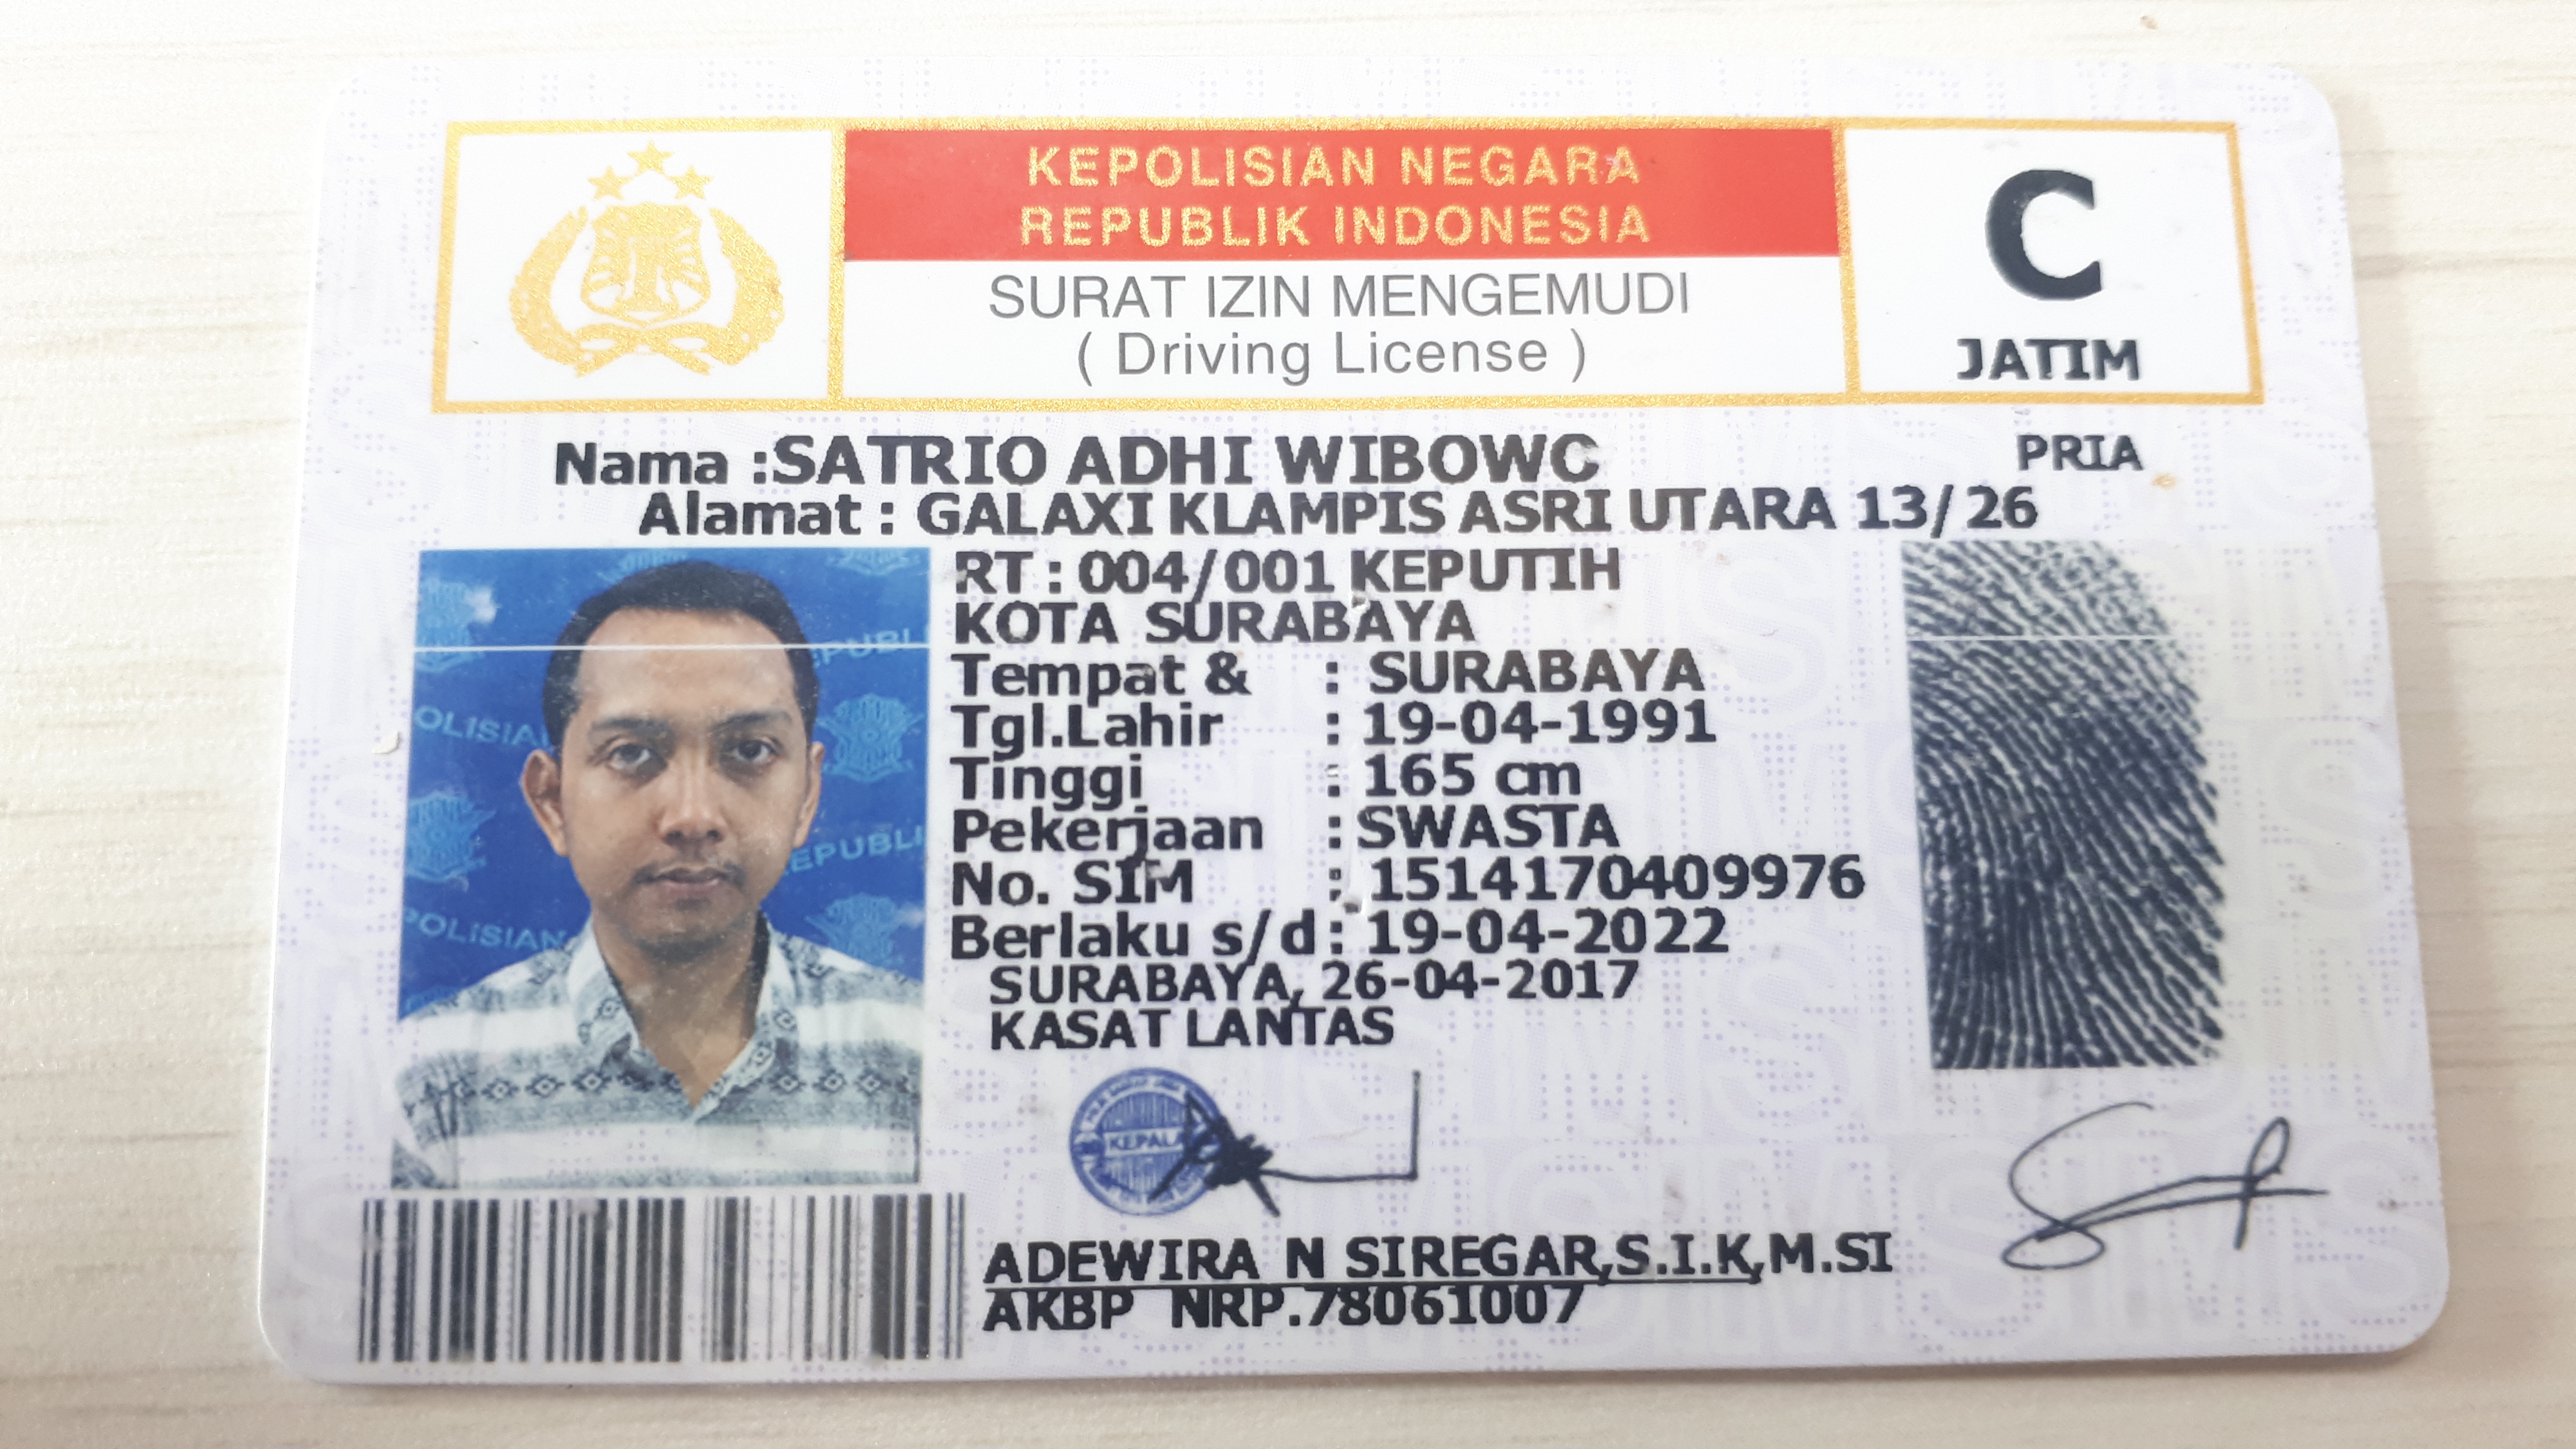 KEPOLISIAN NEGARA
REPUBLIK INDONESIA
SURAT IZIN MENGEMUDI
( Driving License )
C
JATIM
Nama :SATRIO ADHI WIBOWO
PRIA
Alamat : GALAXI KLAMPIS ASRI UTARA 13/26
RT : 004/001 KEPUTIH
KOTA SURABAYA
Tempat & : SURABAYA
Tgl.Lahir : 19-04-1991
Tinggi : 165 cm
Pekerjaan : SWASTA
No. SIM : 1514170409976
Berlaku s/d : 19-04-2022
SURABAYA, 26-04-2017
KASAT LANTAS
KEPALA
ADEWIRA N SIREGAR,S.I.K,M.SI
AKBP NRP.78061007